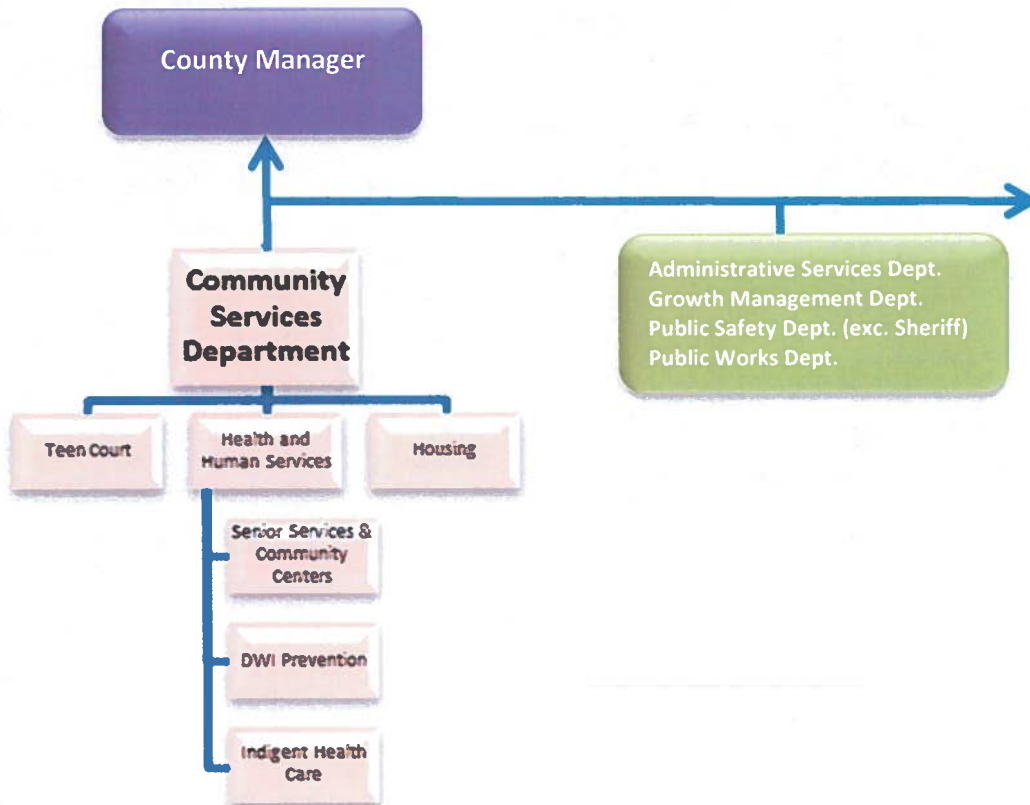 County Manager
Administrative Services Dept.
Growth Management Dept.
Public Safety Dept. (exc. Sheriff)
Public Works Dept.
Community
Services
Department
Teen Court
Health and
Human Services
Housing
Senior Services &
Community
Centers
DWI Prevention
Indigent Health
Care